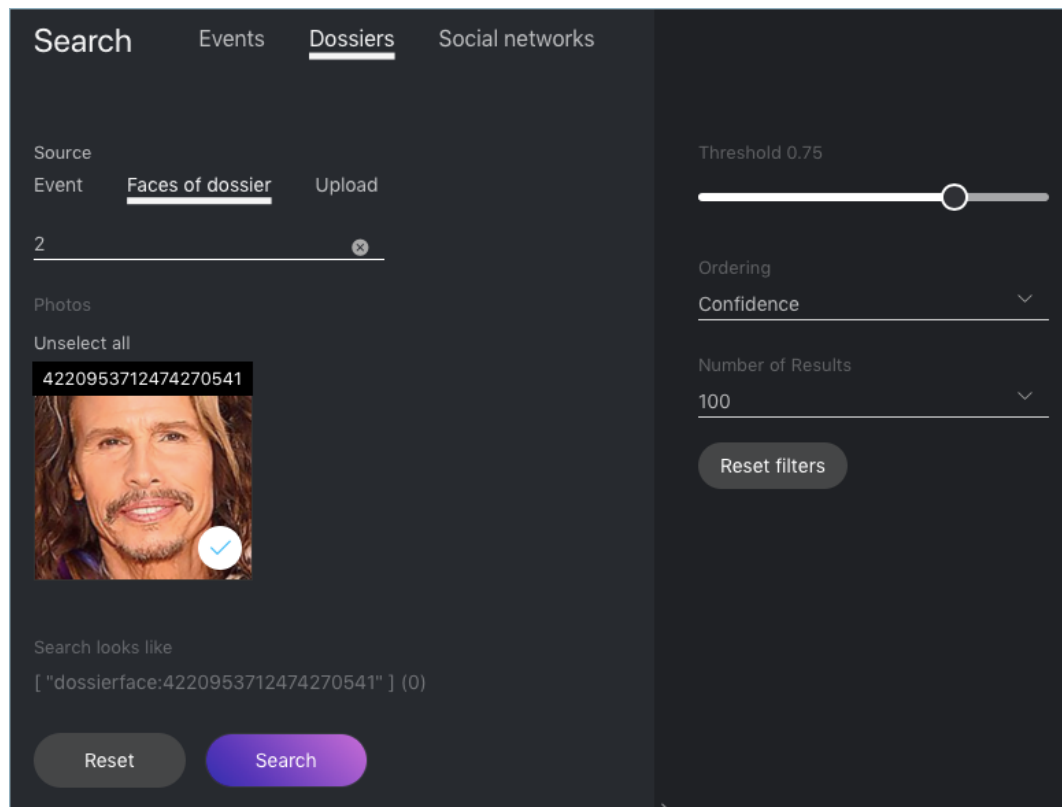 Search Events Dossiers Social networks
Source
Event Faces of dossier Upload
2
Photos
Unselect all
4220953712474270541
Search looks like
[ "dossierface:4220953712474270541" ] (0)
Reset Search
Threshold 0.75
Ordering
Confidence
Number of Results
100
Reset filters